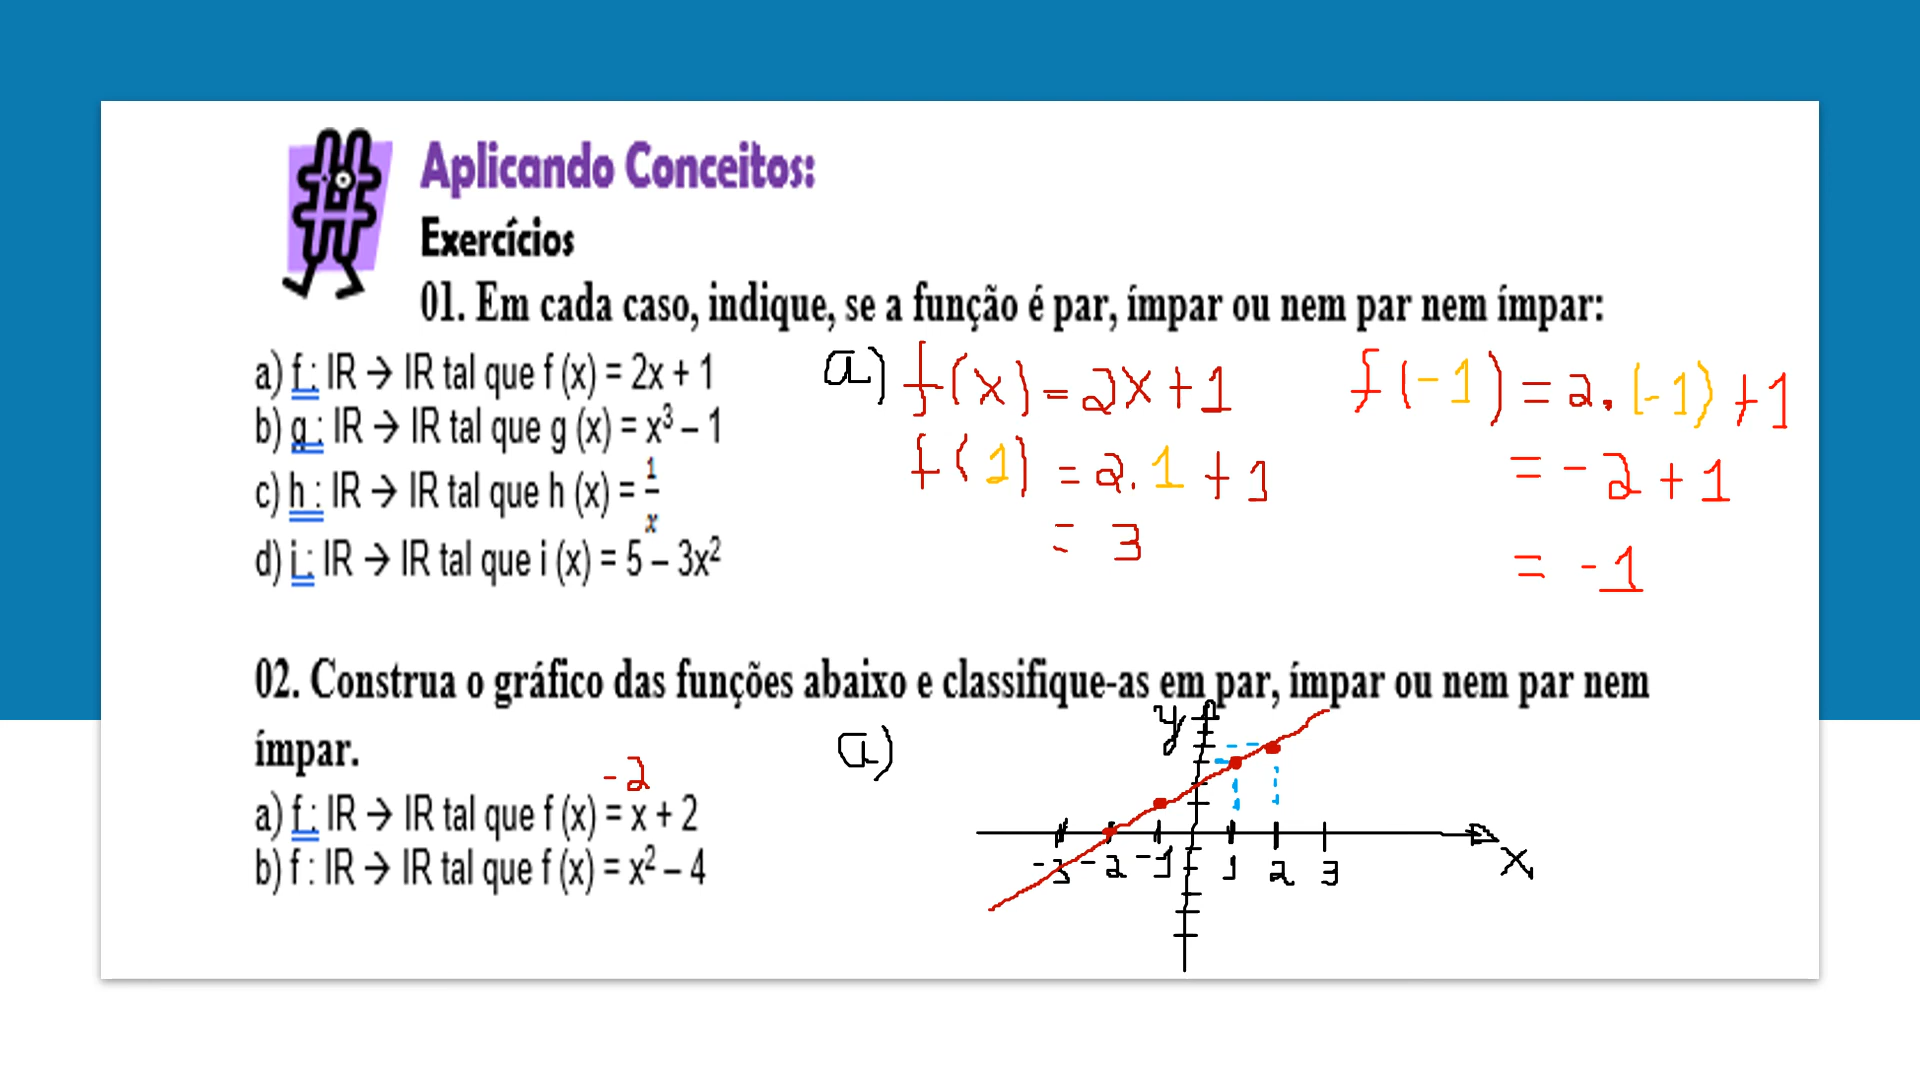 Aplicando Conceitos:
Exercícios
01. Em cada caso, indique, se a função é par, ímpar ou nem par nem ímpar:
a) f : IR → IR tal que f (x) = 2x + 1
b) g : IR → IR tal que g (x) = x³ – 1
c) h : IR → IR tal que h (x) = 1/x
d) i : IR → IR tal que i (x) = 5 – 3x²
a) f(x) = 2x+1
f(1) = 2.1 + 1
= 3
f(-1) = 2.(-1)+1
= -2+1
= -1
02. Construa o gráfico das funções abaixo e classifique-as em par, ímpar ou nem par nem
ímpar.
-2
a) f : IR → IR tal que f (x) = x + 2
b) f : IR → IR tal que f (x) = x² – 4
a)
y
-3 -2 -1 1 2 3
x